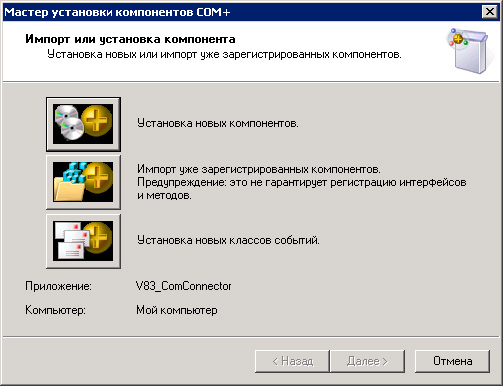 Мастер установки компонентов COM+
Импорт или установка компонента
Установка новых или импорт уже зарегистрированных компонентов.
Установка новых компонентов.
Импорт уже зарегистрированных компонентов.
Предупреждение: это не гарантирует регистрацию интерфейсов
и методов.
Установка новых классов событий.
Приложение: V83_ComConnector
Компьютер: Мой компьютер
< Назад Далее > Отмена